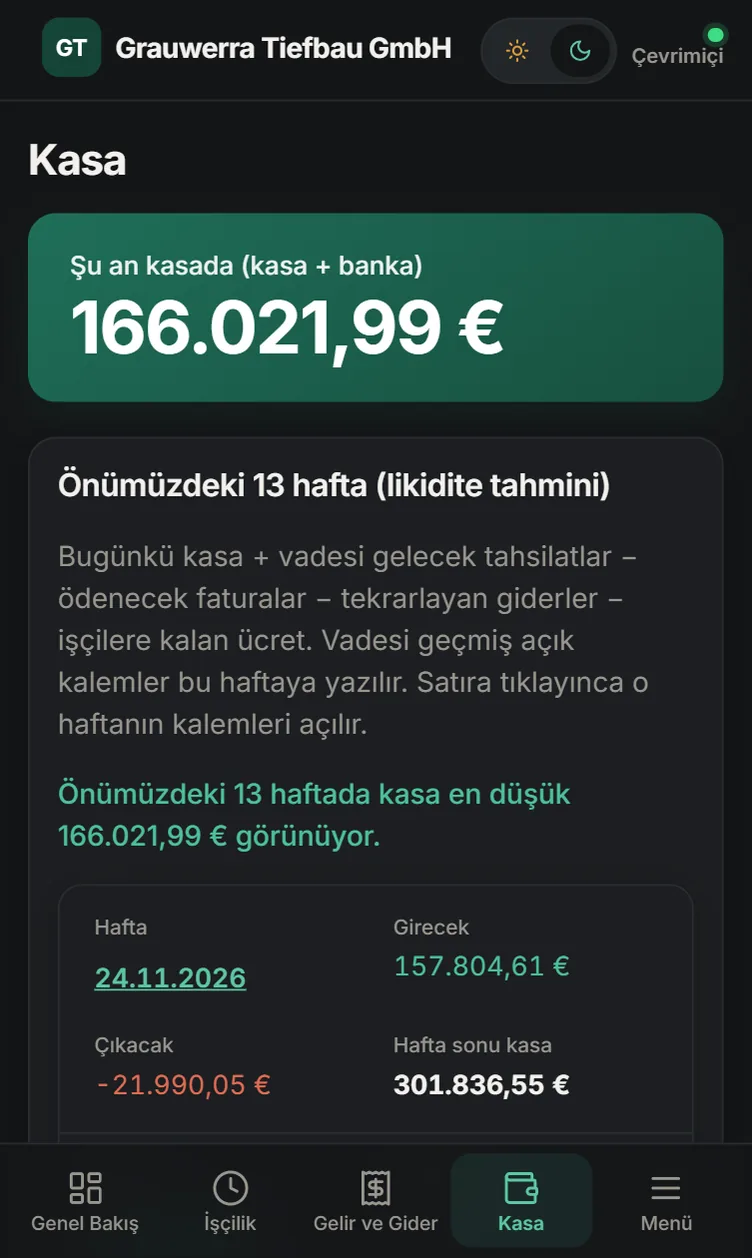 GT
Grauwerra Tiefbau GmbH
Çevrimiçi
Kasa
Şu an kasada (kasa + banka)
166.021,99 €
Önümüzdeki 13 hafta (likidite tahmini)
Bugünkü kasa + vadesi gelecek tahsilatlar −
ödenecek faturalar − tekrarlayan giderler −
işçilere kalan ücret. Vadesi geçmiş açık
kalemler bu haftaya yazılır. Satıra tıklayınca o
haftanın kalemleri açılır.
Önümüzdeki 13 haftada kasa en düşük
166.021,99 € görünüyor.
Hafta
24.11.2026
Girecek
157.804,61 €
Çıkacak
-21.990,05 €
Hafta sonu kasa
301.836,55 €
Genel Bakış
İşçilik
Gelir ve Gider
Kasa
Menü